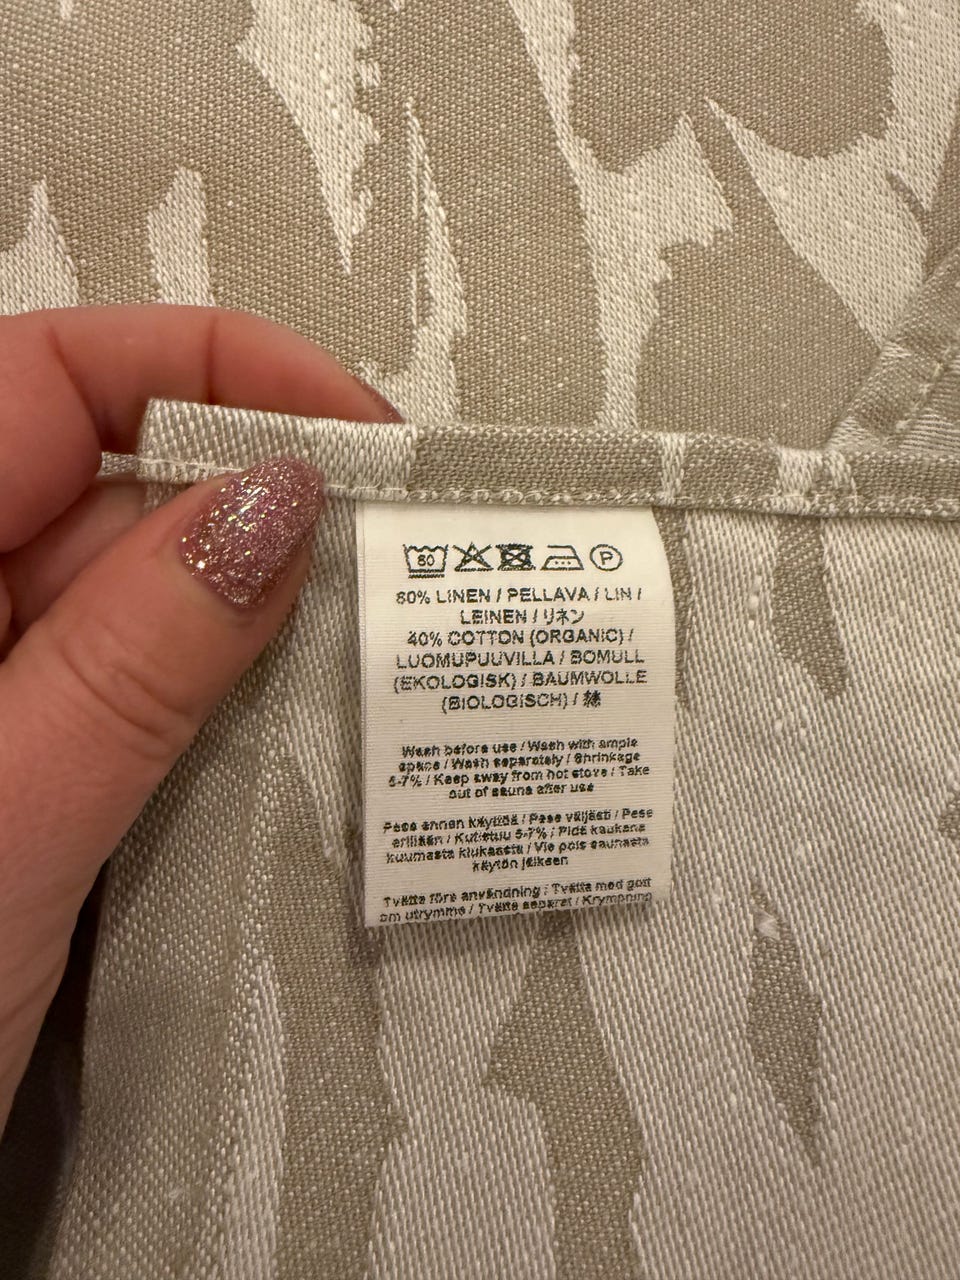 60
P
60% LINEN / PELLAVA / LIN /
LEINEN / リネン
40% COTTON (ORGANIC) /
LUOMUPUUVILLA / BOMULL
(EKOLOGISK) / BAUMWOLLE
(BIOLOGISCH) / 綿
Wash before use / Wash with ample
space / Wash separately / Shrinkage
5-7% / Keep away from hot stove / Take
out of sauna after use
Pese ennen käyttöä / Pese väljästi / Pese
erillään / Kutistuu 5-7% / Pidä kaukana
kuumasta kiukaasta / Vie pois saunasta
käytön jälkeen
Tvätta före användning / Tvätta med gott
om utrymme / Tvätta separat / Krympning